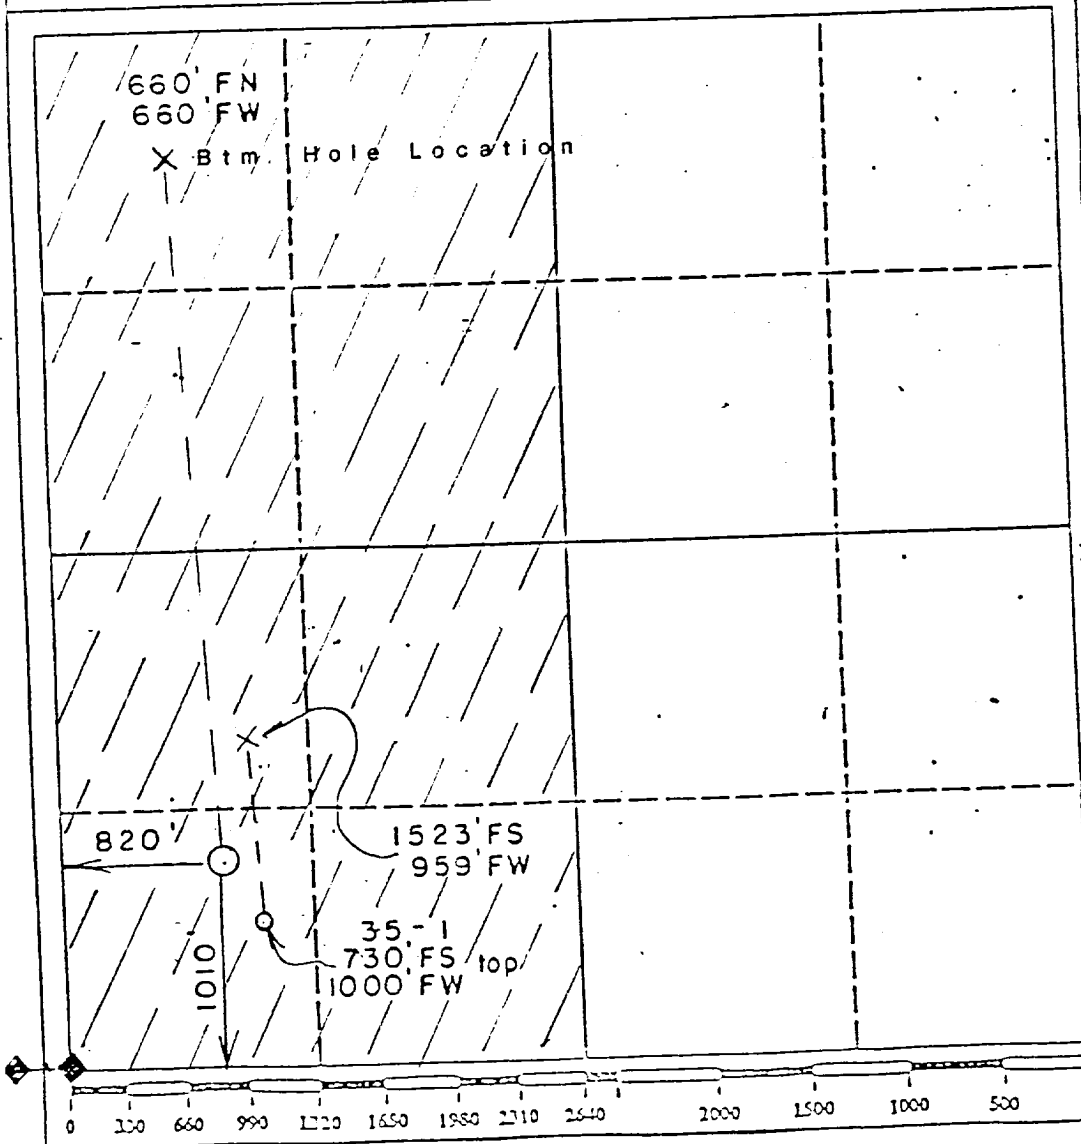 660' FN
660' FW
Btm. Hole Location
820'
1523' FS
959' FW
35-1
730' FS top
1000' FW
1010
0 330 660 990 1320 1650 1980 2310 2640 2000 1500 1000 500